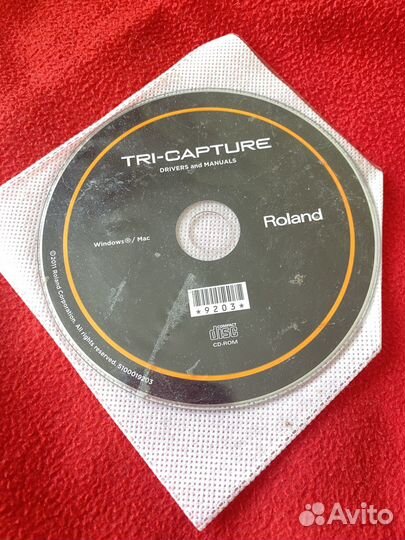 TRI-CAPTURE
DRIVERS and MANUALS
Windows®/ Mac
Roland
*9203*
COMPACT
disc
CD-ROM
©2011 Roland Corporation. All rights reserved. 5100019203
Avito